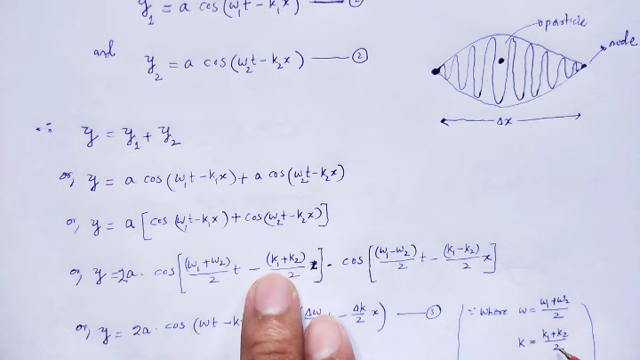 y₁ = a cos(ω₁t − k₁x)
and y₂ = a cos(ω₂t − k₂x) —— ②
particle
node
Δx
∴ y = y₁ + y₂
or, y = a cos(ω₁t − k₁x) + a cos(ω₂t − k₂x)
or, y = a [cos(ω₁t − k₁x) + cos(ω₂t − k₂x)]
or, y = 2a · cos[(ω₁+ω₂)/2 t − (k₁+k₂)/2 x] · cos[(ω₁−ω₂)/2 t − (k₁−k₂)/2 x]
or, y = 2a · cos(ωt − k Δω − Δk/2 x) —— ③
∵ where ω = (ω₁+ω₂)/2
k = (k₁+k₂)/2